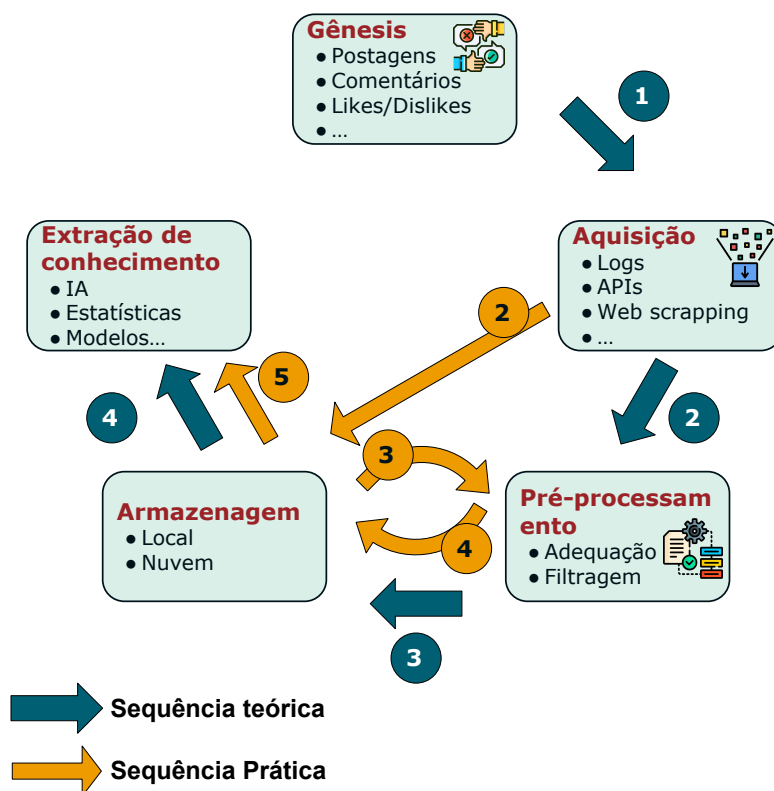 Gênesis
● Postagens
● Comentários
● Likes/Dislikes
● ...
1
Extração de
conhecimento
● IA
● Estatísticas
● Modelos...
Aquisição
● Logs
● APIs
● Web scrapping
● ...
2
5
4
2
3
Armazenagem
● Local
● Nuvem
4
Pré-processam
ento
● Adequação
● Filtragem
3
Sequência teórica
Sequência Prática